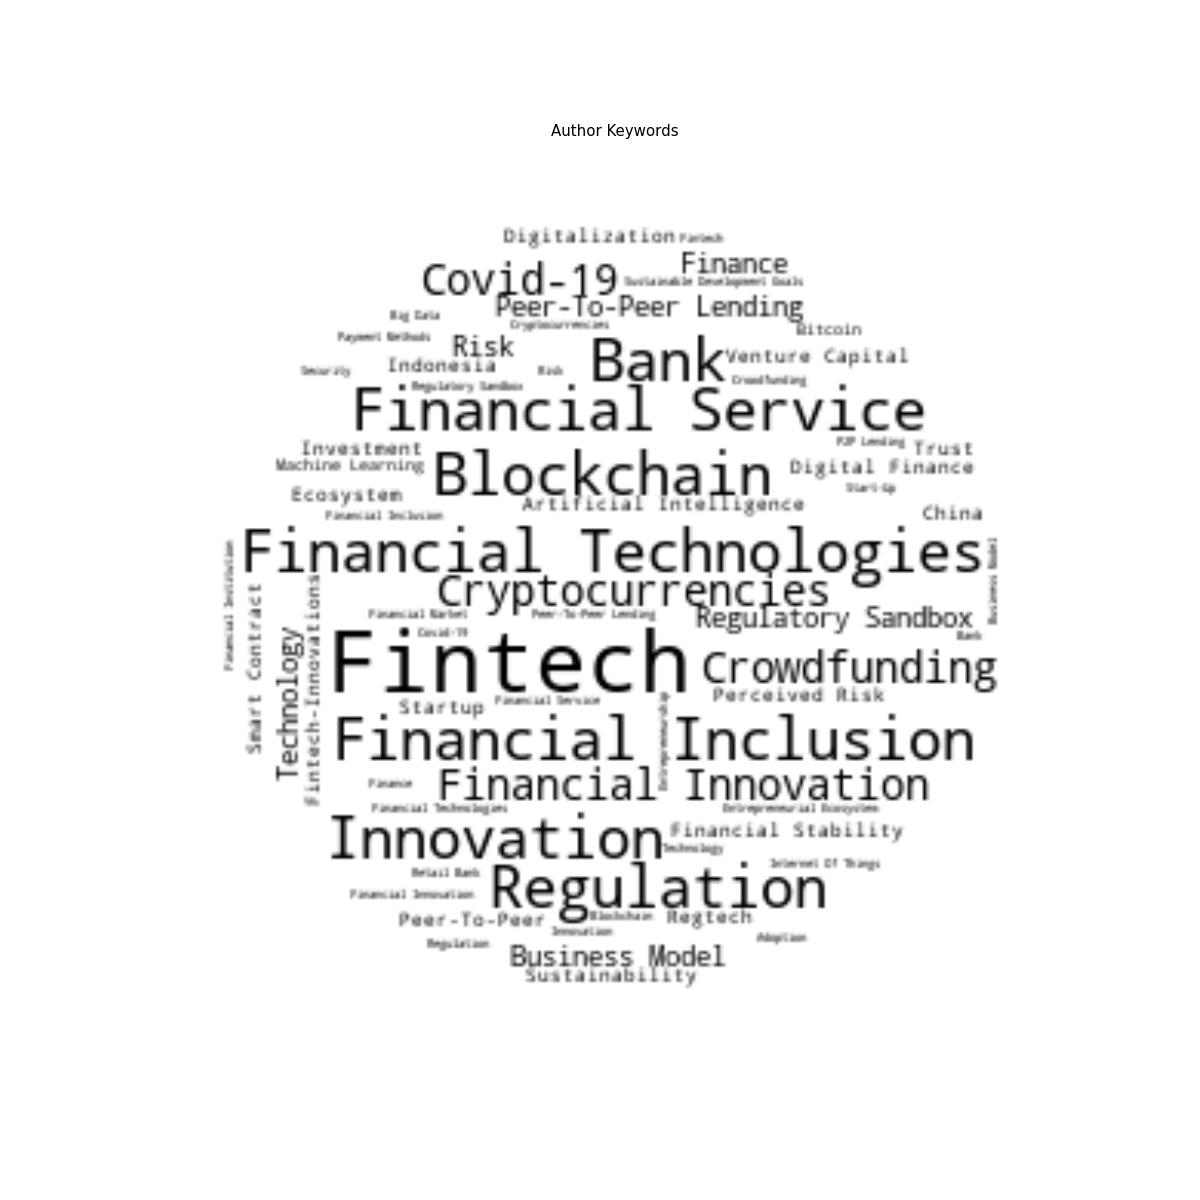 Author Keywords
Digitalization
Fintech
Finance
Covid-19
Sustainable Development Goals
Peer-To-Peer Lending
Big Data
Cryptocurrencies
Bitcoin
Payment Methods
Risk
Bank
Venture Capital
Indonesia
Security
Risk
Crowdfunding
Regulatory Sandbox
Financial Service
Investment
P2P Lending
Trust
Machine Learning
Blockchain
Digital Finance
Ecosystem
Start-Up
Artificial Intelligence
Financial Inclusion
China
Financial Technologies
Financial Institution
Business Model
Cryptocurrencies
Smart Contract
Fintech-Innovations
Financial Market
Peer-To-Peer Lending
Regulatory Sandbox
Covid-19
Bank
Technology
Fintech
Crowdfunding
Perceived Risk
Financial Service
Startup
Entrepreneurship
Financial Inclusion
Finance
Financial Innovation
Financial Technologies
Entrepreneurial Ecosystem
Innovation
Financial Stability
Technology
Internet Of Things
Retail Bank
Regulation
Financial Innovation
Peer-To-Peer
Blockchain
Regtech
Innovation
Adoption
Regulation
Business Model
Sustainability